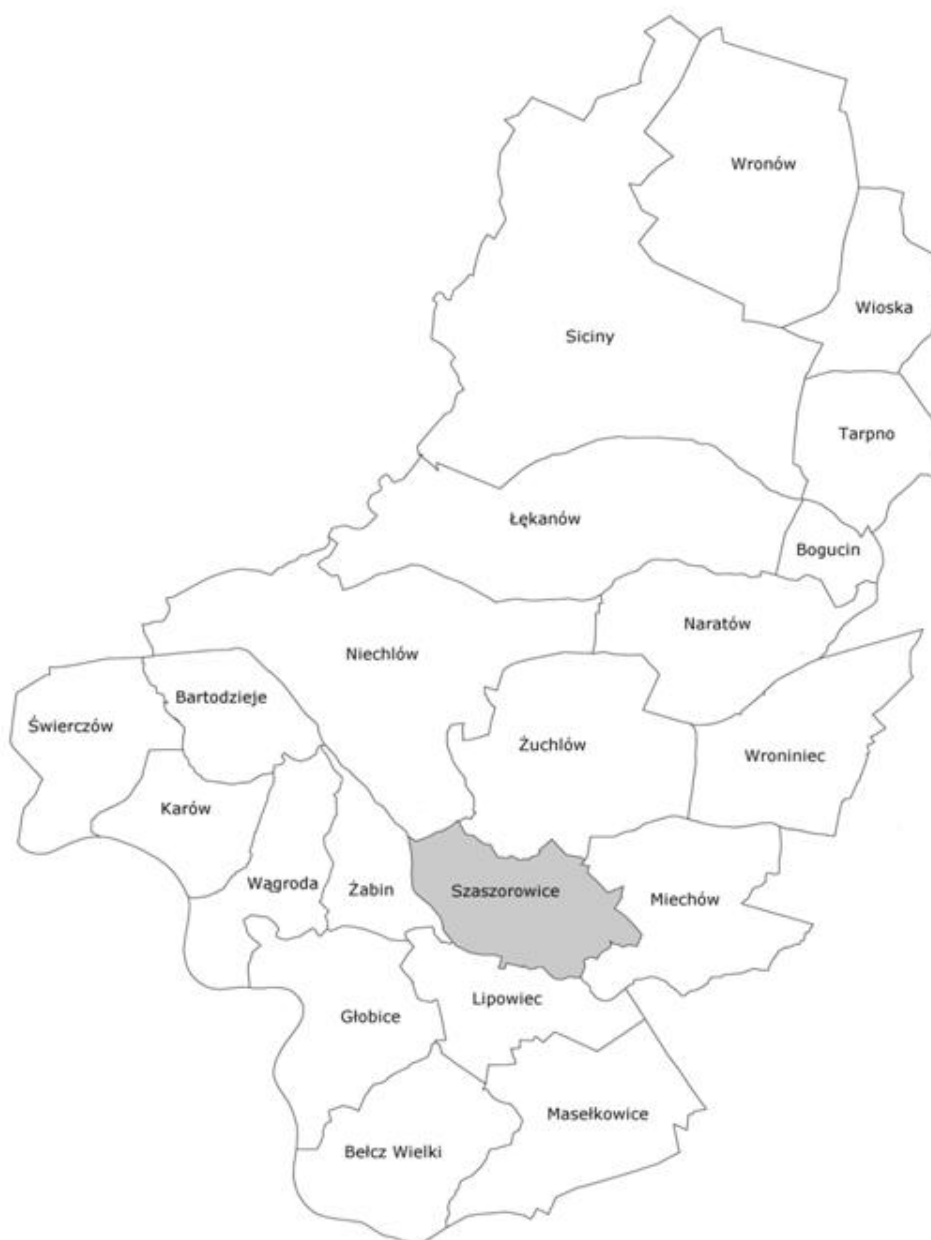 Wronów
Wioska
Siciny
Tarpno
Łękanów
Bogucin
Naratów
Niechlów
Bartodzieje
Świerczów
Żuchlów
Wroniniec
Karów
Wągroda
Żabin
Szaszorowice
Miechów
Lipowiec
Głobice
Masełkowice
Bełcz Wielki